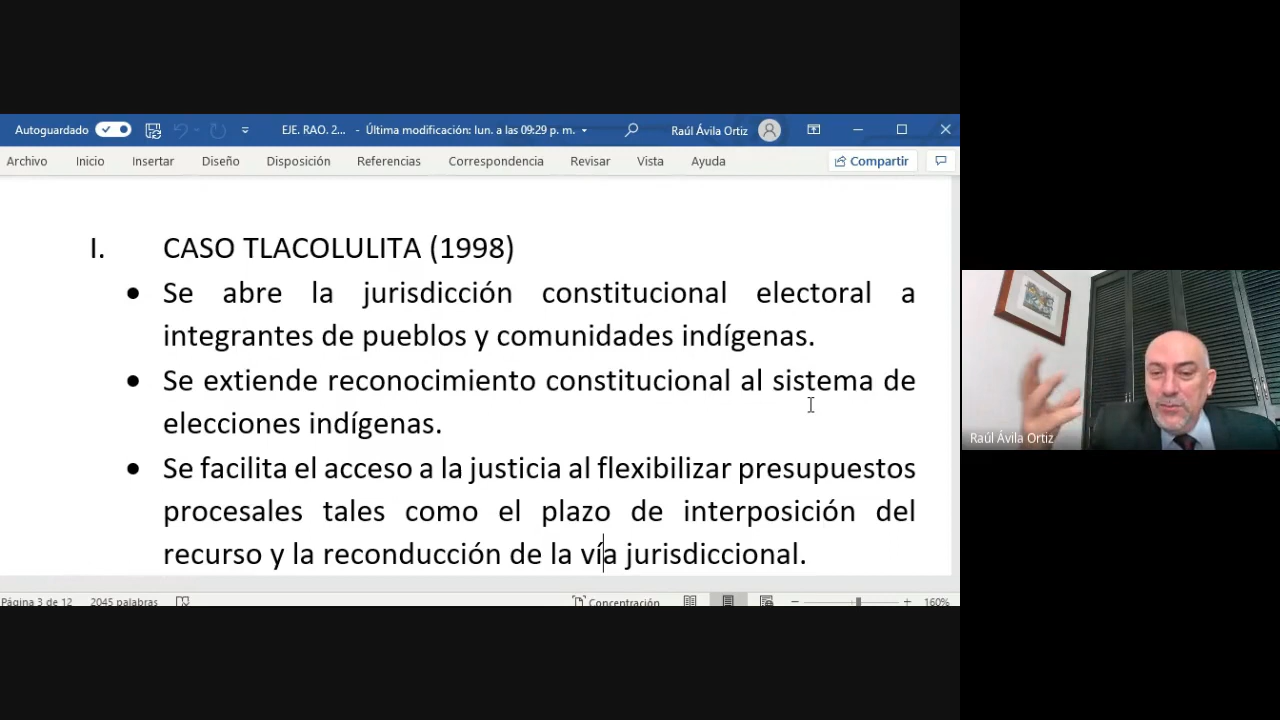 Autoguardado EJE. RAO. 2... - Última modificación: lun. a las 09:29 p. m. Raúl Ávila Ortiz
Archivo Inicio Insertar Diseño Disposición Referencias Correspondencia Revisar Vista Ayuda Compartir
I. CASO TLACOLULITA (1998)
• Se abre la jurisdicción constitucional electoral a
integrantes de pueblos y comunidades indígenas.
• Se extiende reconocimiento constitucional al sistema de
elecciones indígenas.
• Se facilita el acceso a la justicia al flexibilizar presupuestos
procesales tales como el plazo de interposición del
recurso y la reconducción de la vía jurisdiccional.
Página 3 de 12 2045 palabras Concentración 160%
Raúl Ávila Ortiz